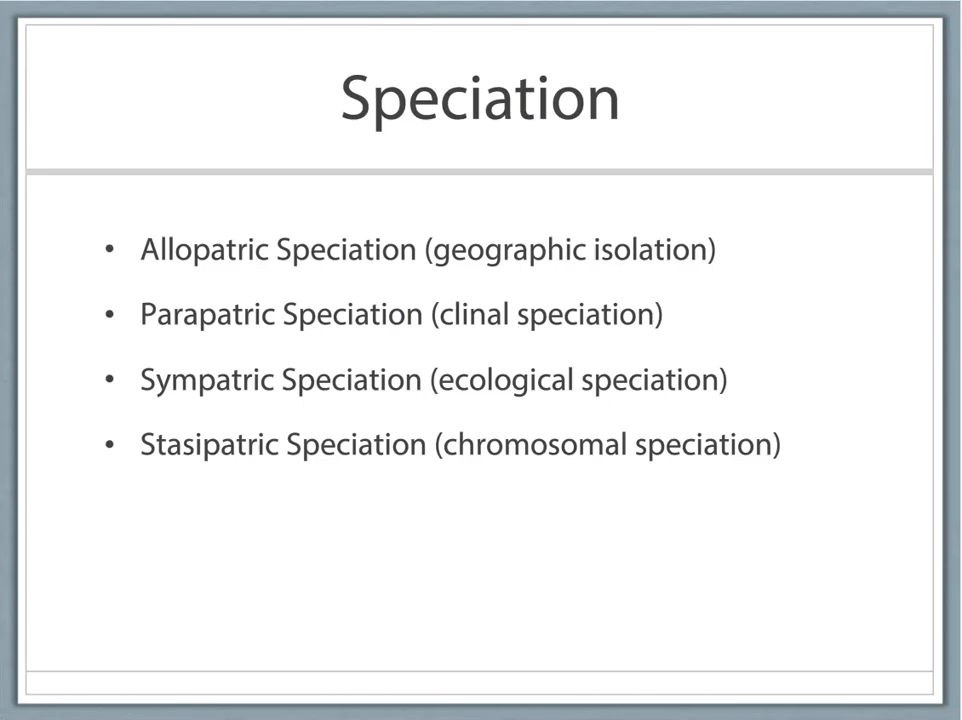 Speciation
• Allopatric Speciation (geographic isolation)
• Parapatric Speciation (clinal speciation)
• Sympatric Speciation (ecological speciation)
• Stasipatric Speciation (chromosomal speciation)